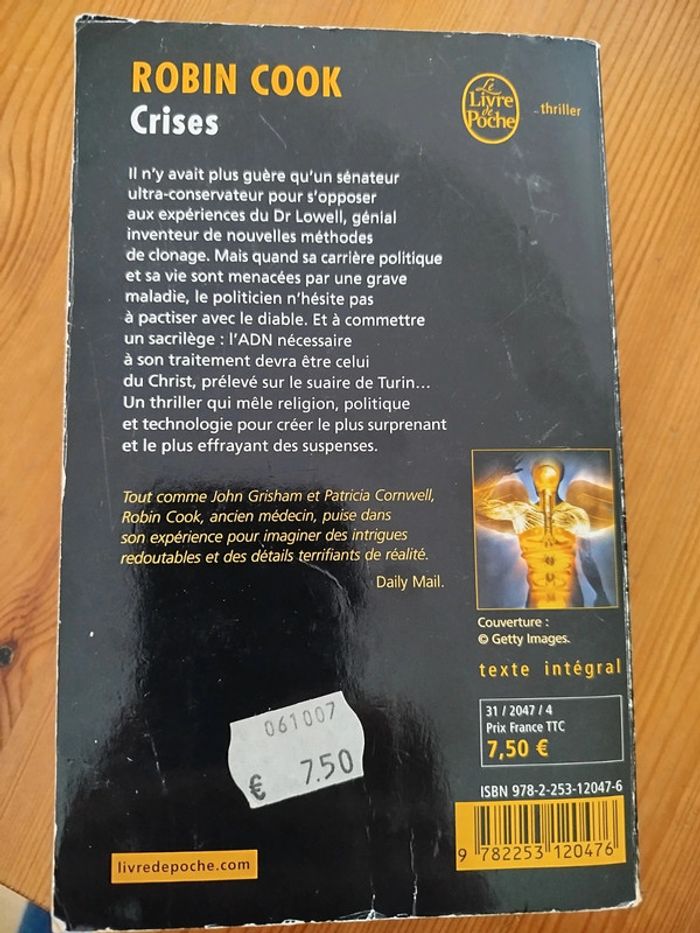 ROBIN COOK
Crises
Le
Livre
de
Poche
thriller
Il n'y avait plus guère qu'un sénateur
ultra-conservateur pour s'opposer
aux expériences du Dr Lowell, génial
inventeur de nouvelles méthodes
de clonage. Mais quand sa carrière politique
et sa vie sont menacées par une grave
maladie, le politicien n'hésite pas
à pactiser avec le diable. Et à commettre
un sacrilège : l'ADN nécessaire
à son traitement devra être celui
du Christ, prélevé sur le suaire de Turin...
Un thriller qui mêle religion, politique
et technologie pour créer le plus surprenant
et le plus effrayant des suspenses.
Tout comme John Grisham et Patricia Cornwell,
Robin Cook, ancien médecin, puise dans
son expérience pour imaginer des intrigues
redoutables et des détails terrifiants de réalité.
Daily Mail.
Couverture :
© Getty Images.
texte intégral
31 / 2047 / 4
Prix France TTC
7,50 €
ISBN 978-2-253-12047-6
9 782253 120476
061007
€ 7.50
livredepoche.com